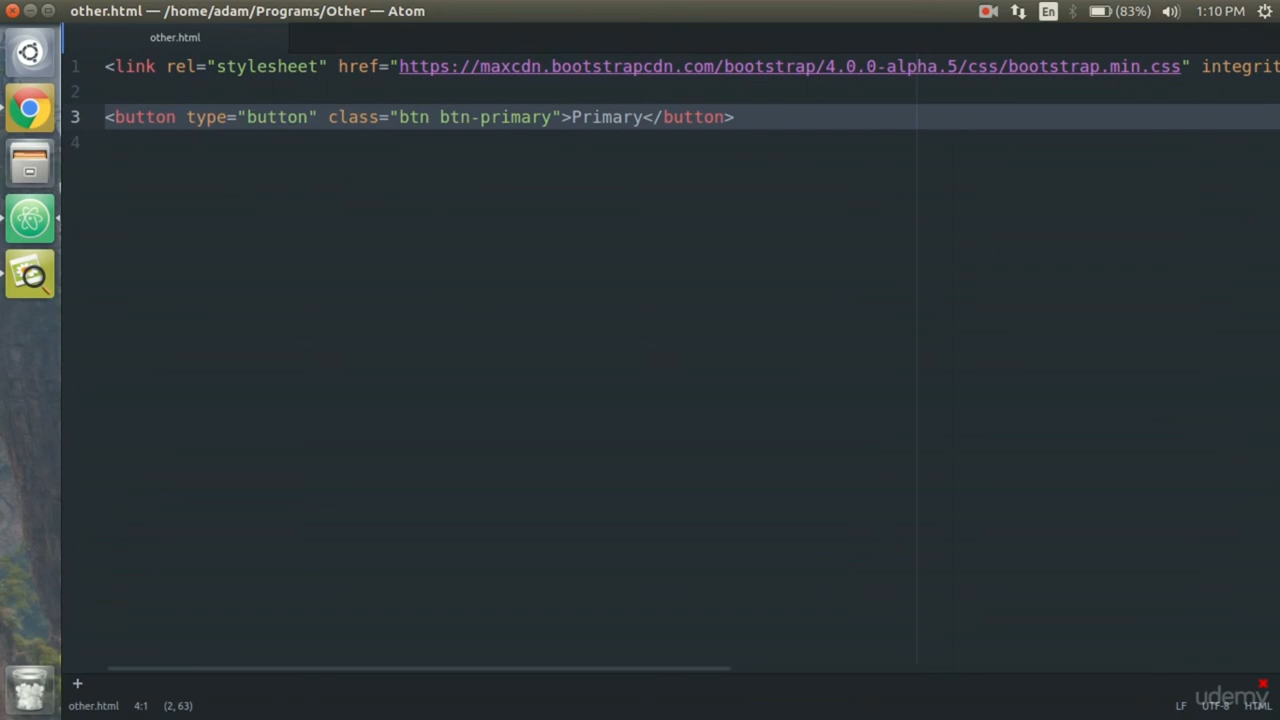 other.html — /home/adam/Programs/Other — Atom
En
(83%)
1:10 PM
other.html
1 <link rel="stylesheet" href="https://maxcdn.bootstrapcdn.com/bootstrap/4.0.0-alpha.5/css/bootstrap.min.css" integrit
2
3 <button type="button" class="btn btn-primary">Primary</button>
4
+
other.html 4:1 (2, 63)
LF UTF-8 HTML
udemy